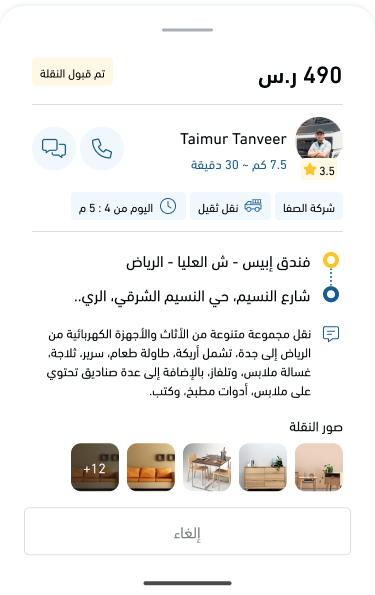 490 ر.س
تم قبول النقلة
Taimur Tanveer
7.5 كم ~ 30 دقيقة
3.5
شركة الصفا
نقل ثقيل
اليوم من 4 : 5 م
فندق إبيس - ش العليا - الرياض
شارع النسيم، حي النسيم الشرقي، الري..
نقل مجموعة متنوعة من الأثاث والأجهزة الكهربائية من
الرياض إلى جدة، تشمل أريكة، طاولة طعام، سرير، ثلاجة،
غسالة ملابس، وتلفاز، بالإضافة إلى عدة صناديق تحتوي
على ملابس، أدوات مطبخ، وكتب.
صور النقلة
+12
إلغاء